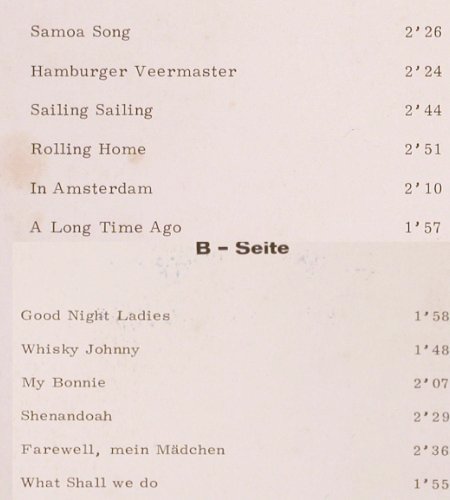 Samoa Song 2'26
Hamburger Veermaster 2'24
Sailing Sailing 2'44
Rolling Home 2'51
In Amsterdam 2'10
A Long Time Ago 1'57
B - Seite
Good Night Ladies 1'58
Whisky Johnny 1'48
My Bonnie 2'07
Shenandoah 2'29
Farewell, mein Mädchen 2'36
What Shall we do 1'55